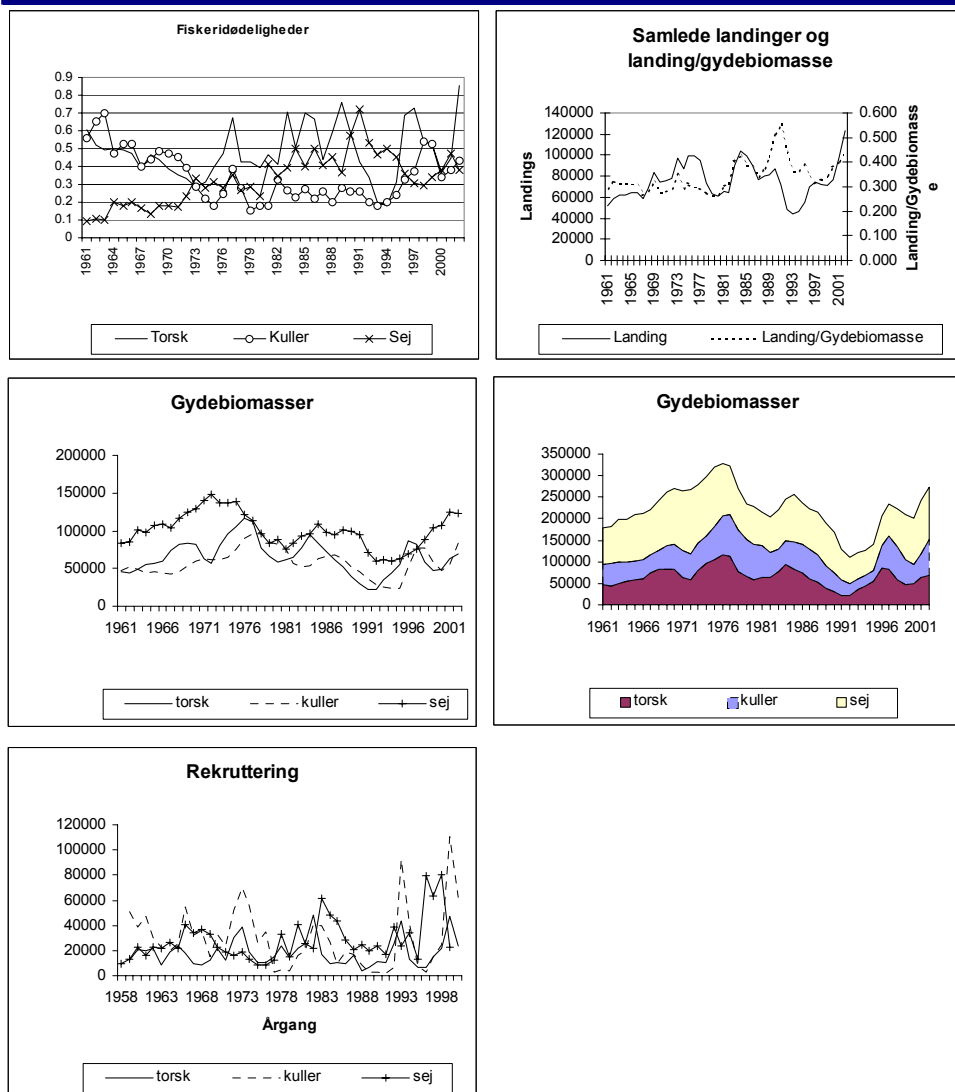 Fiskeridødeligheder
0.9
0.8
0.7
0.6
0.5
0.4
0.3
0.2
0.1
0
1961 1964 1967 1970 1973 1976 1979 1982 1985 1988 1991 1994 1997 2000
Torsk Kuller Sej
Samlede landinger og
landing/gydebiomasse
Landings
140000
120000
100000
80000
60000
40000
20000
0
0.600
0.500
0.400
0.300
0.200
0.100
0.000
Landing/Gydebiomass
e
1961 1965 1969 1973 1977 1981 1985 1989 1993 1997 2001
Landing Landing/Gydebiomasse
Gydebiomasser
200000
150000
100000
50000
0
1961 1966 1971 1976 1981 1986 1991 1996 2001
torsk kuller sej
Gydebiomasser
350000
300000
250000
200000
150000
100000
50000
0
1961 1966 1971 1976 1981 1986 1991 1996 2001
torsk kuller sej
Rekruttering
120000
100000
80000
60000
40000
20000
0
1958 1963 1968 1973 1978 1983 1988 1993 1998
Årgang
torsk kuller sej